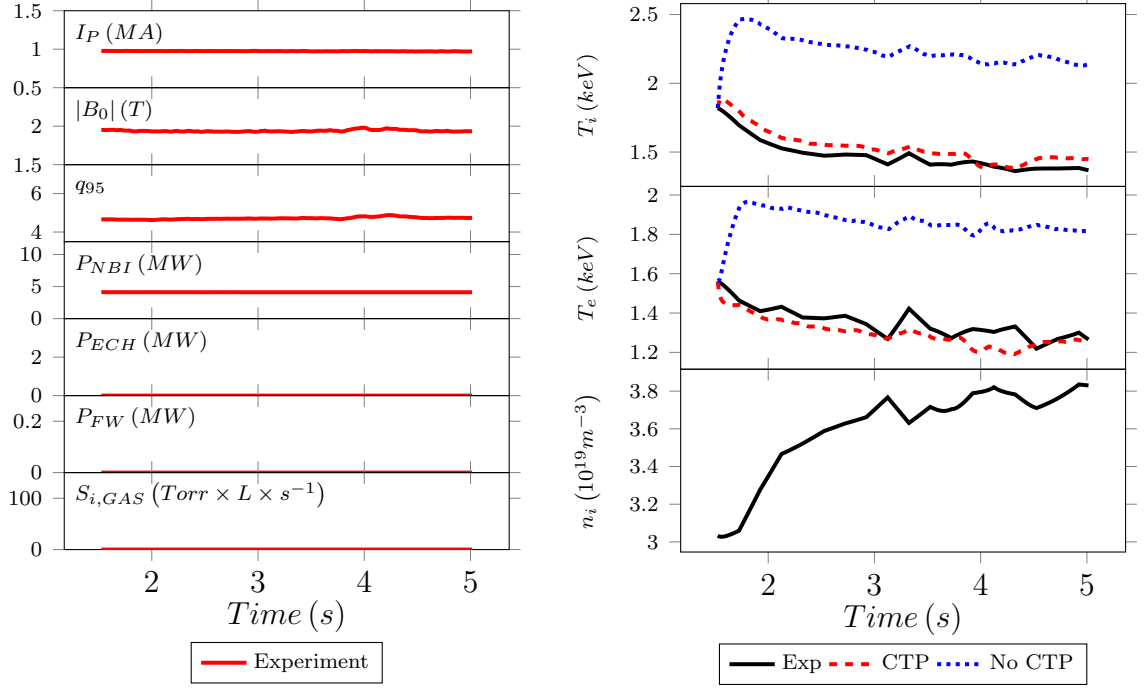 1.5
I_P (MA)
1
0.5
|B_0| (T)
2
1.5
q_95
6
4
P_NBI (MW)
10
5
0
P_ECH (MW)
2
0
P_FW (MW)
0.2
0
S_i,GAS (Torr × L × s^−1)
100
0
2 3 4 5
Time (s)
Experiment
2.5
2
1.5
T_i (keV)
2
1.8
1.6
1.4
1.2
T_e (keV)
3.8
3.6
3.4
3.2
3
n_i (10^19 m^−3)
2 3 4 5
Time (s)
Exp CTP No CTP